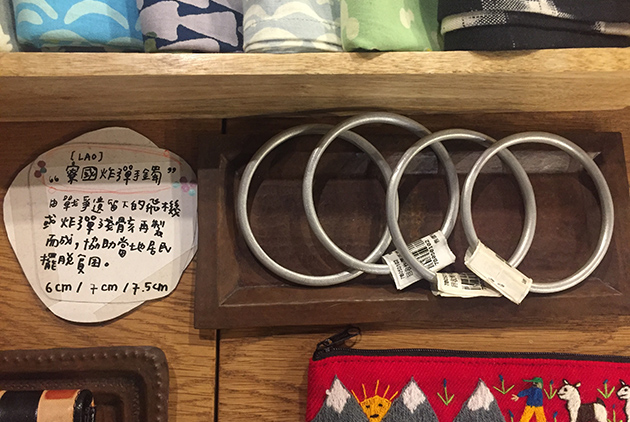 [LAO]
"寮國炸彈手鐲"
由戰爭遺留下的飛機
或炸彈殘骸再製
而成，協助當地居民
擺脫貧困。
6cm / 7cm / 7.5cm